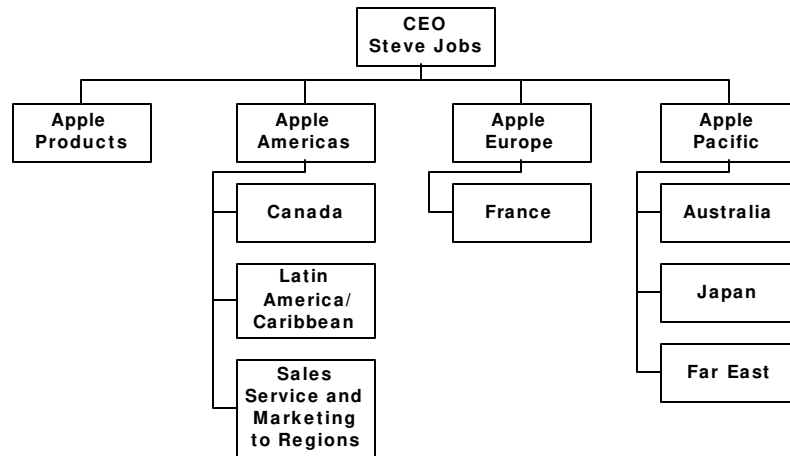 CEO
Steve Jobs
Apple
Products
Apple
Americas
Apple
Europe
Apple
Pacific
Canada
France
Australia
Latin
America/
Caribbean
Japan
Sales
Service and
Marketing
to Regions
Far East